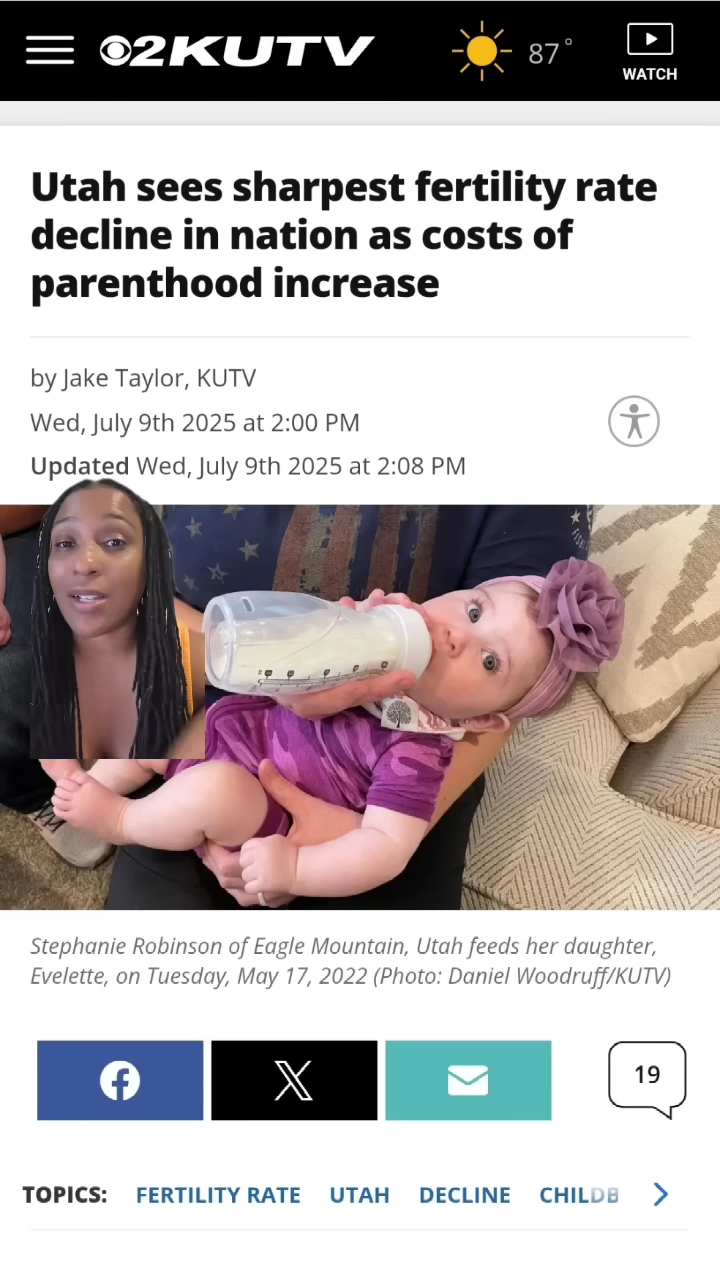 2KUTV
87°
WATCH
Utah sees sharpest fertility rate
decline in nation as costs of
parenthood increase
by Jake Taylor, KUTV
Wed, July 9th 2025 at 2:00 PM
Updated Wed, July 9th 2025 at 2:08 PM
Stephanie Robinson of Eagle Mountain, Utah feeds her daughter,
Evelette, on Tuesday, May 17, 2022 (Photo: Daniel Woodruff/KUTV)
19
TOPICS: FERTILITY RATE UTAH DECLINE CHILDB